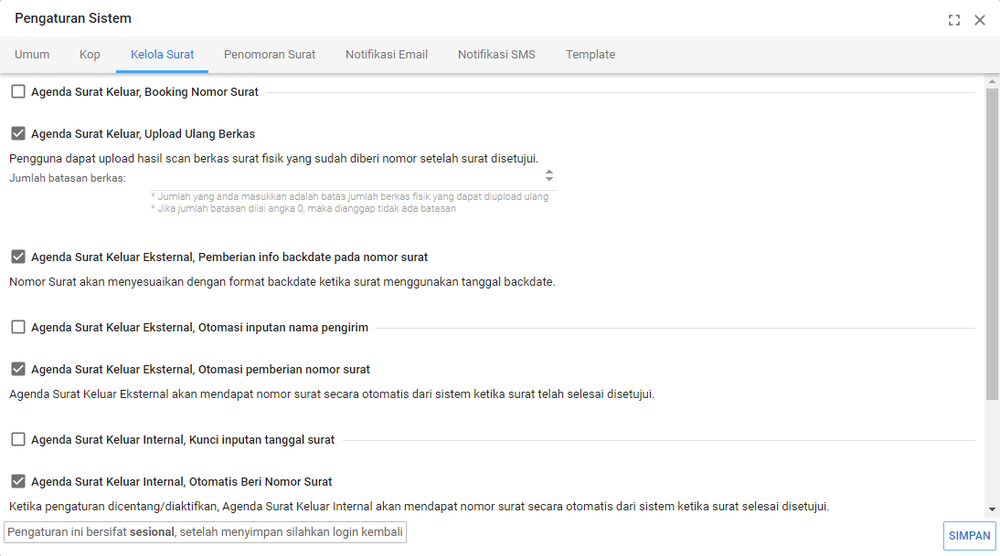 Pengaturan Sistem
Umum Kop Kelola Surat Penomoran Surat Notifikasi Email Notifikasi SMS Template
Agenda Surat Keluar, Booking Nomor Surat
Agenda Surat Keluar, Upload Ulang Berkas
Pengguna dapat upload hasil scan berkas surat fisik yang sudah diberi nomor setelah surat disetujui.
Jumlah batasan berkas:
* Jumlah yang anda masukkan adalah batas jumlah berkas fisik yang dapat diupload ulang
* Jika jumlah batasan diisi angka 0, maka dianggap tidak ada batasan
Agenda Surat Keluar Eksternal, Pemberian info backdate pada nomor surat
Nomor Surat akan menyesuaikan dengan format backdate ketika surat menggunakan tanggal backdate.
Agenda Surat Keluar Eksternal, Otomasi inputan nama pengirim
Agenda Surat Keluar Eksternal, Otomasi pemberian nomor surat
Agenda Surat Keluar Eksternal akan mendapat nomor surat secara otomatis dari sistem ketika surat telah selesai disetujui.
Agenda Surat Keluar Internal, Kunci inputan tanggal surat
Agenda Surat Keluar Internal, Otomatis Beri Nomor Surat
Ketika pengaturan dicentang/diaktifkan, Agenda Surat Keluar Internal akan mendapat nomor surat secara otomatis dari sistem ketika surat selesai disetujui.
Pengaturan ini bersifat sesional, setelah menyimpan silahkan login kembali
SIMPAN